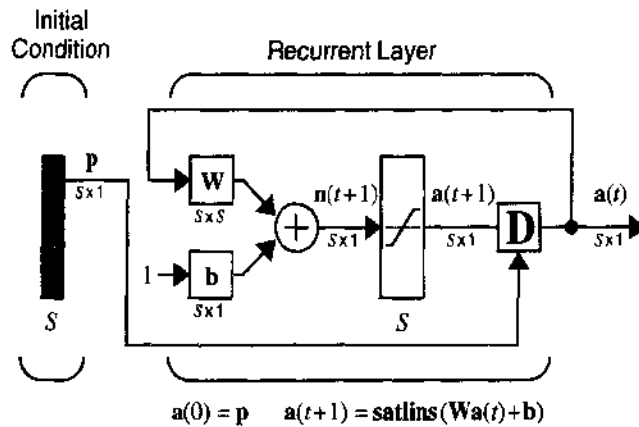 Initial
Condition
Recurrent Layer
p
S×1
W
S×S
1
b
S×1
n(t+1)
S×1
a(t+1)
S×1
D
a(t)
S×1
S
S
a(0) = p a(t+1) = satlins(Wa(t)+b)